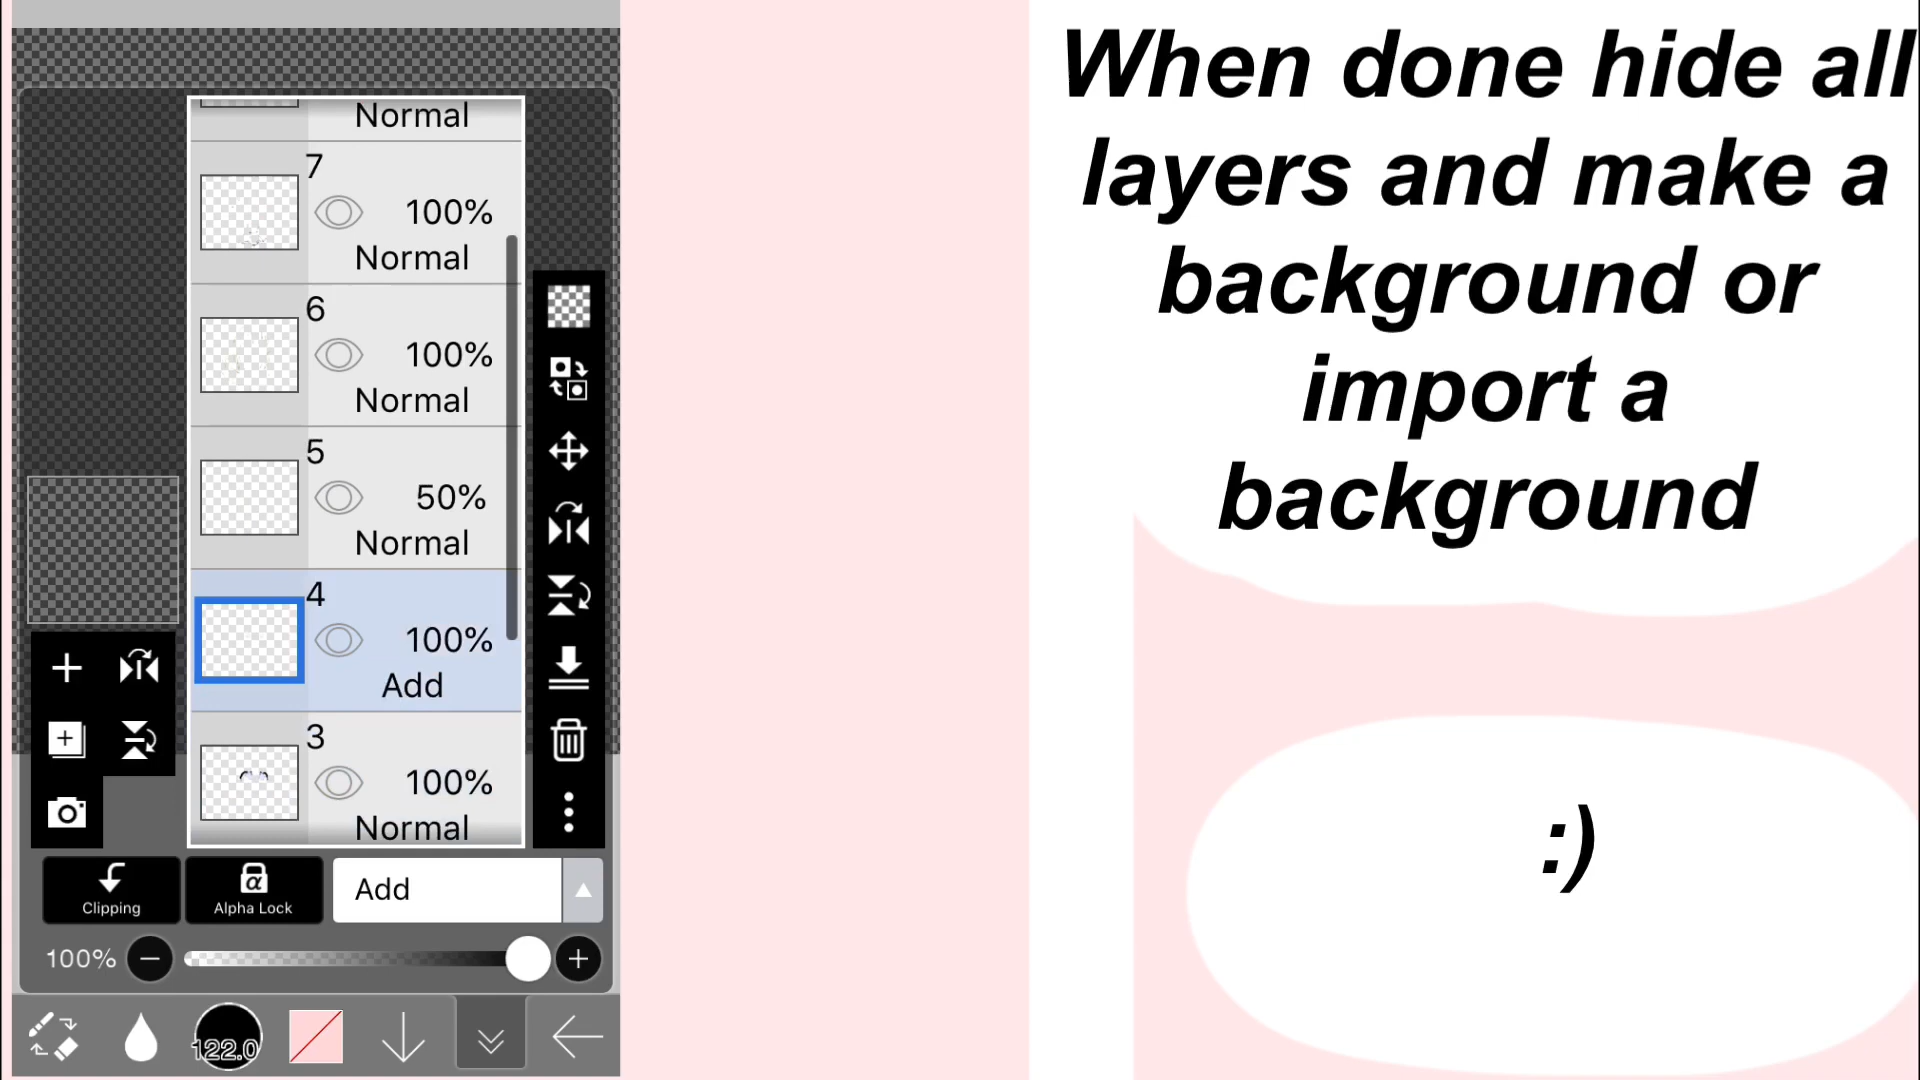 Normal
7
100%
Normal
6
100%
Normal
5
50%
Normal
4
100%
Add
3
100%
Normal
Clipping
α
Alpha Lock
Add
100%
122.0
When done hide all
layers and make a
background or
import a
background
:)